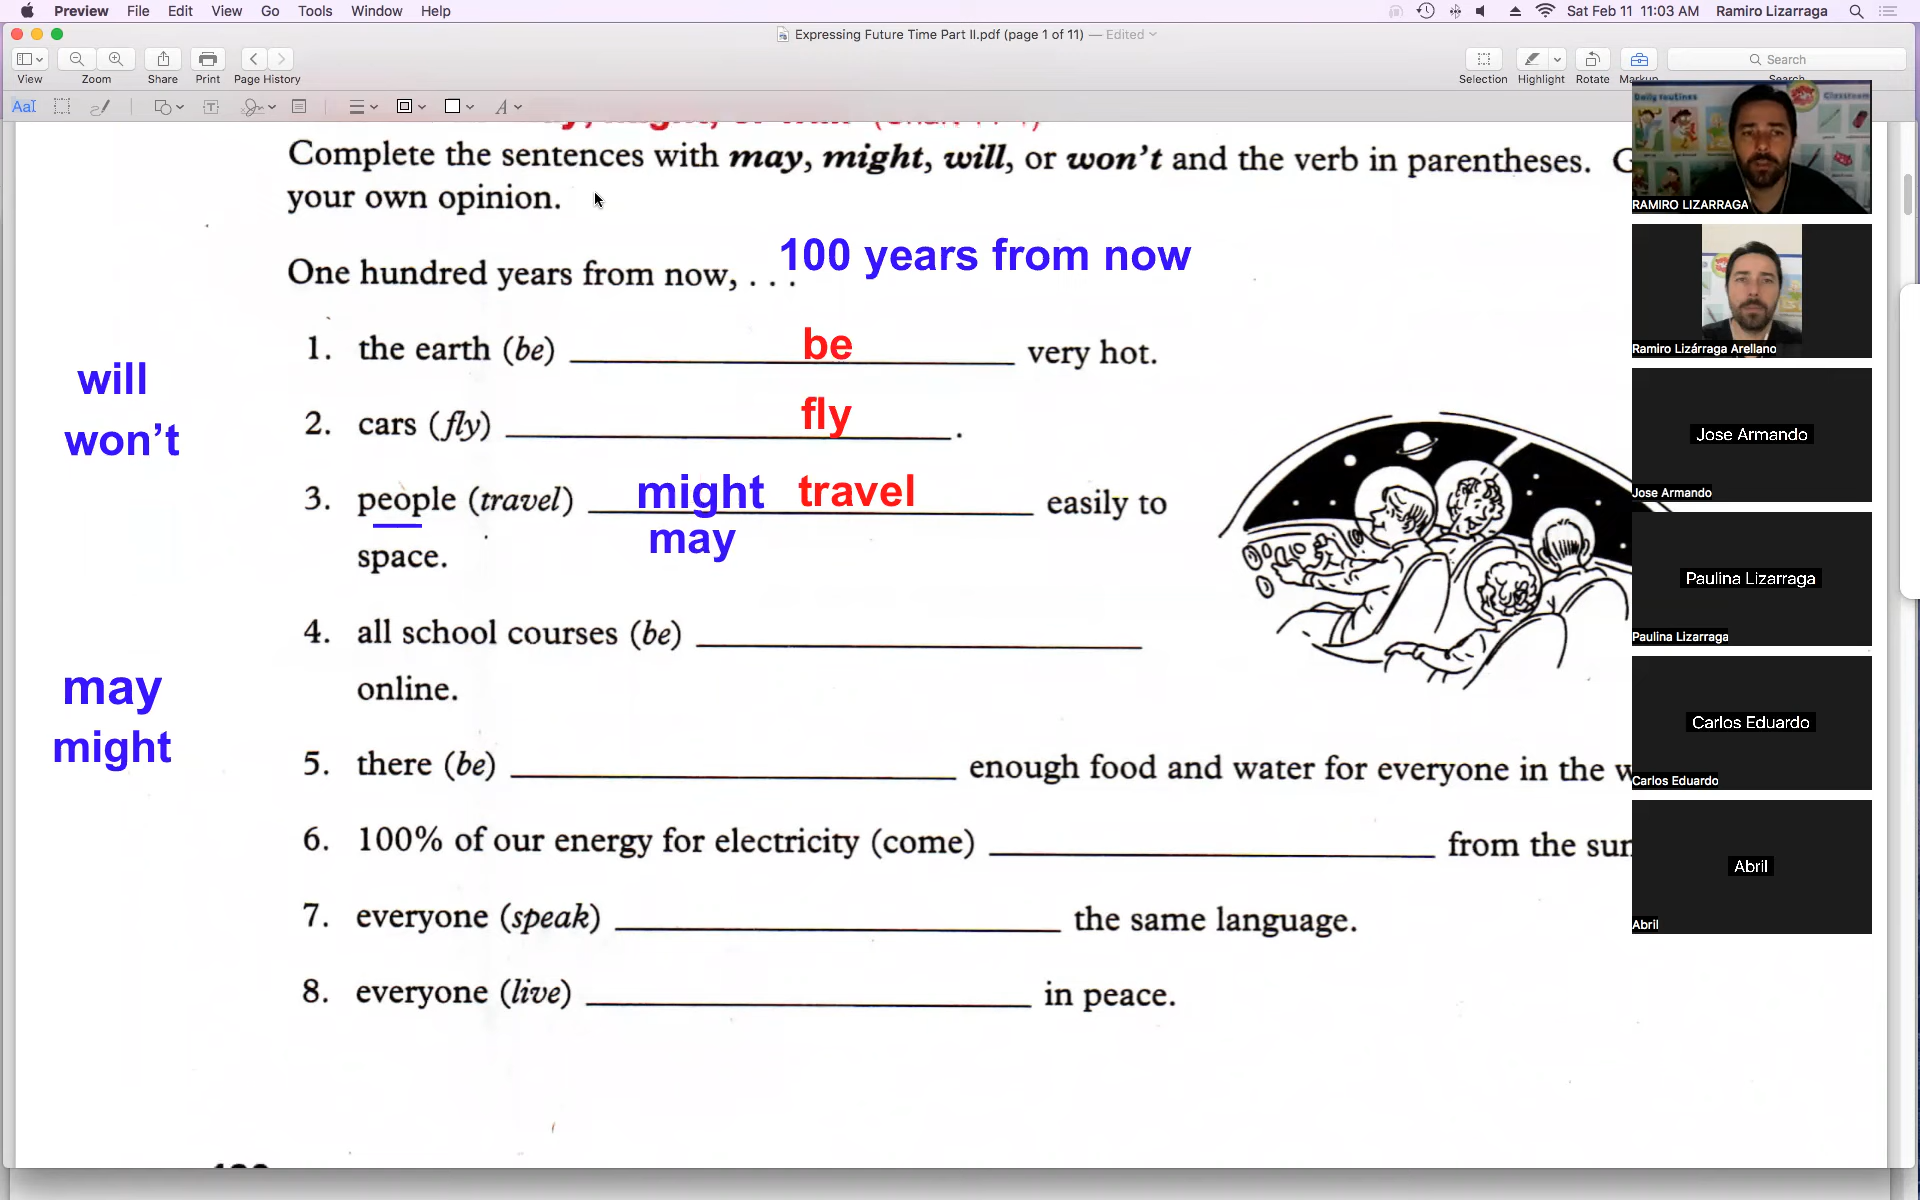 Preview File Edit View Go Tools Window Help Sat Feb 11 11:03 AM Ramiro Lizarraga
Expressing Future Time Part II.pdf (page 1 of 11) — Edited
View Zoom Share Print Page History Selection Highlight Rotate Markup Search
Search
Complete the sentences with may, might, will, or won't and the verb in parentheses.
your own opinion.
One hundred years from now, . . .
100 years from now
1. the earth (be) be very hot.
will
2. cars (fly) fly .
won't
3. people (travel) might travel easily to
may
space.
4. all school courses (be)
online.
may
might
5. there (be) enough food and water for everyone in the
6. 100% of our energy for electricity (come) from the
7. everyone (speak) the same language.
8. everyone (live) in peace.
RAMIRO LIZARRAGA
Ramiro Lizárraga Arellano
Jose Armando
Jose Armando
Paulina Lizarraga
Paulina Lizarraga
Carlos Eduardo
Carlos Eduardo
Abril
Abril